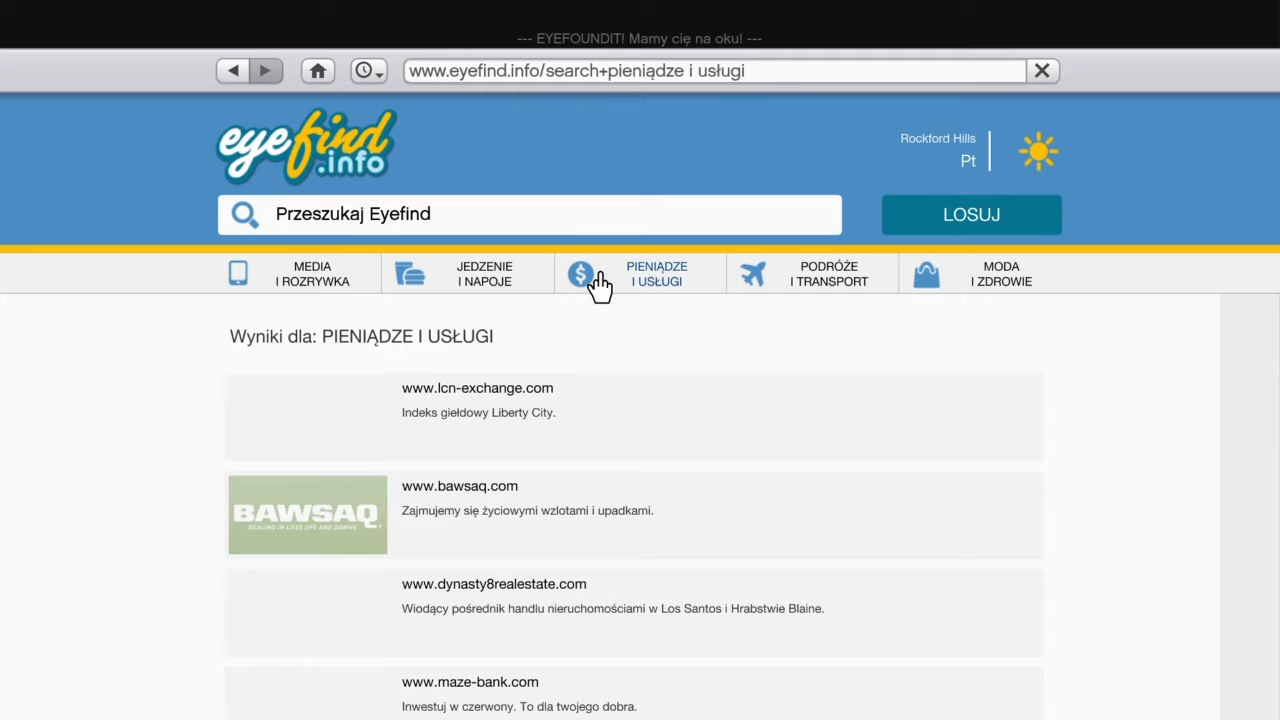 --- EYEFOUNDIT! Mamy cię na oku! ---
www.eyefind.info/search+pieniądze i usługi
eyefind
.info
Rockford Hills
Pt
Przeszukaj Eyefind
LOSUJ
MEDIA
I ROZRYWKA
JEDZENIE
I NAPOJE
PIENIĄDZE
I USŁUGI
PODRÓŻE
I TRANSPORT
MODA
I ZDROWIE
Wyniki dla: PIENIĄDZE I USŁUGI
www.lcn-exchange.com
Indeks giełdowy Liberty City.
BAWSAQ
DEALING IN LIFES UPS AND DOWNS
www.bawsaq.com
Zajmujemy się życiowymi wzlotami i upadkami.
www.dynasty8realestate.com
Wiodący pośrednik handlu nieruchomościami w Los Santos i Hrabstwie Blaine.
www.maze-bank.com
Inwestuj w czerwony. To dla twojego dobra.